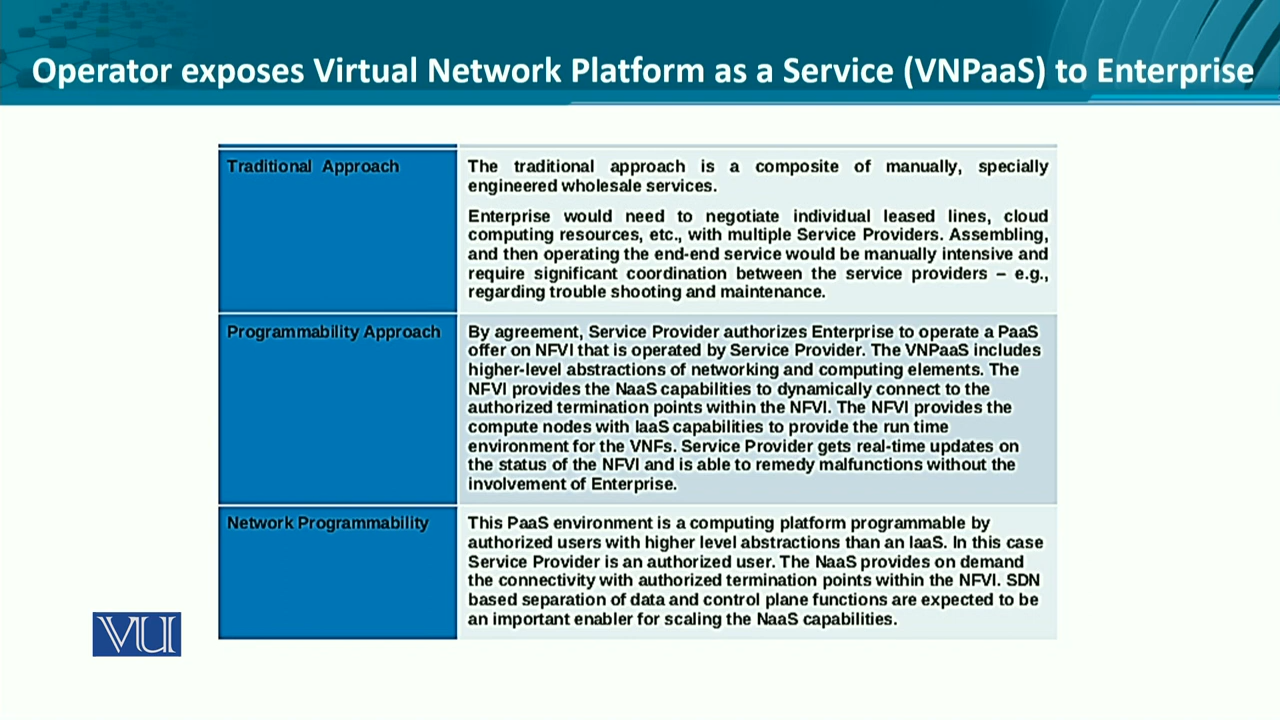 Operator exposes Virtual Network Platform as a Service (VNPaaS) to Enterprise
Traditional Approach
The traditional approach is a composite of manually, specially
engineered wholesale services.
Enterprise would need to negotiate individual leased lines, cloud
computing resources, etc., with multiple Service Providers. Assembling,
and then operating the end-end service would be manually intensive and
require significant coordination between the service providers – e.g.,
regarding trouble shooting and maintenance.
Programmability Approach
By agreement, Service Provider authorizes Enterprise to operate a PaaS
offer on NFVI that is operated by Service Provider. The VNPaaS includes
higher-level abstractions of networking and computing elements. The
NFVI provides the NaaS capabilities to dynamically connect to the
authorized termination points within the NFVI. The NFVI provides the
compute nodes with IaaS capabilities to provide the run time
environment for the VNFs. Service Provider gets real-time updates on
the status of the NFVI and is able to remedy malfunctions without the
involvement of Enterprise.
Network Programmability
This PaaS environment is a computing platform programmable by
authorized users with higher level abstractions than an IaaS. In this case
Service Provider is an authorized user. The NaaS provides on demand
the connectivity with authorized termination points within the NFVI. SDN
based separation of data and control plane functions are expected to be
an important enabler for scaling the NaaS capabilities.
VU